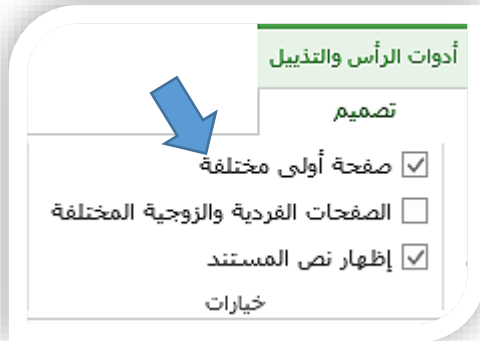 أدوات الرأس والتذييل
تصميم
صفحة أولى مختلفة
الصفحات الفردية والزوجية المختلفة
إظهار نص المستند
خيارات